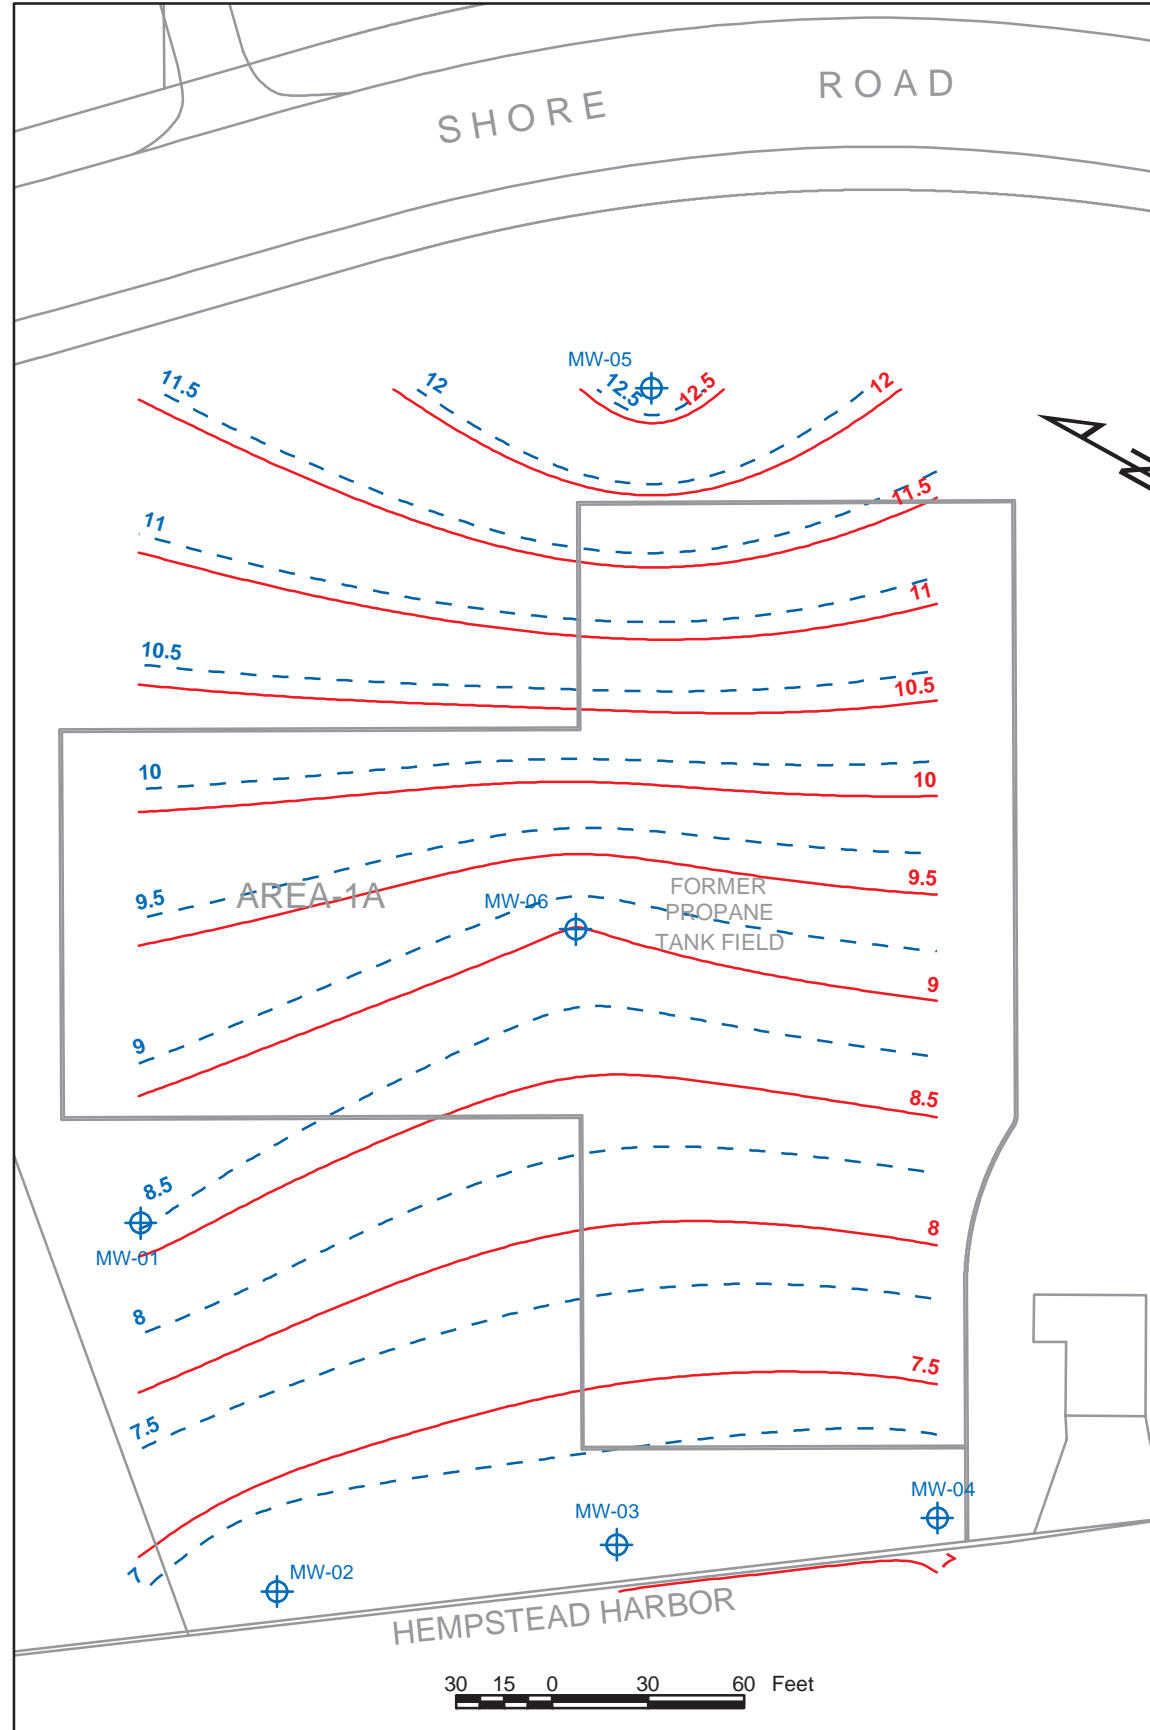 SHORE ROAD
MW-05
11.5
12
12.5
12.5
12
11.5
11
11
10.5
10.5
10
10
9.5
AREA-1A
MW-06
FORMER
PROPANE
TANK FIELD
9.5
9
9
8.5
8.5
MW-01
8
8
7.5
7.5
7
MW-02
MW-03
MW-04
7
HEMPSTEAD HARBOR
N
30 15 0 30 60 Feet